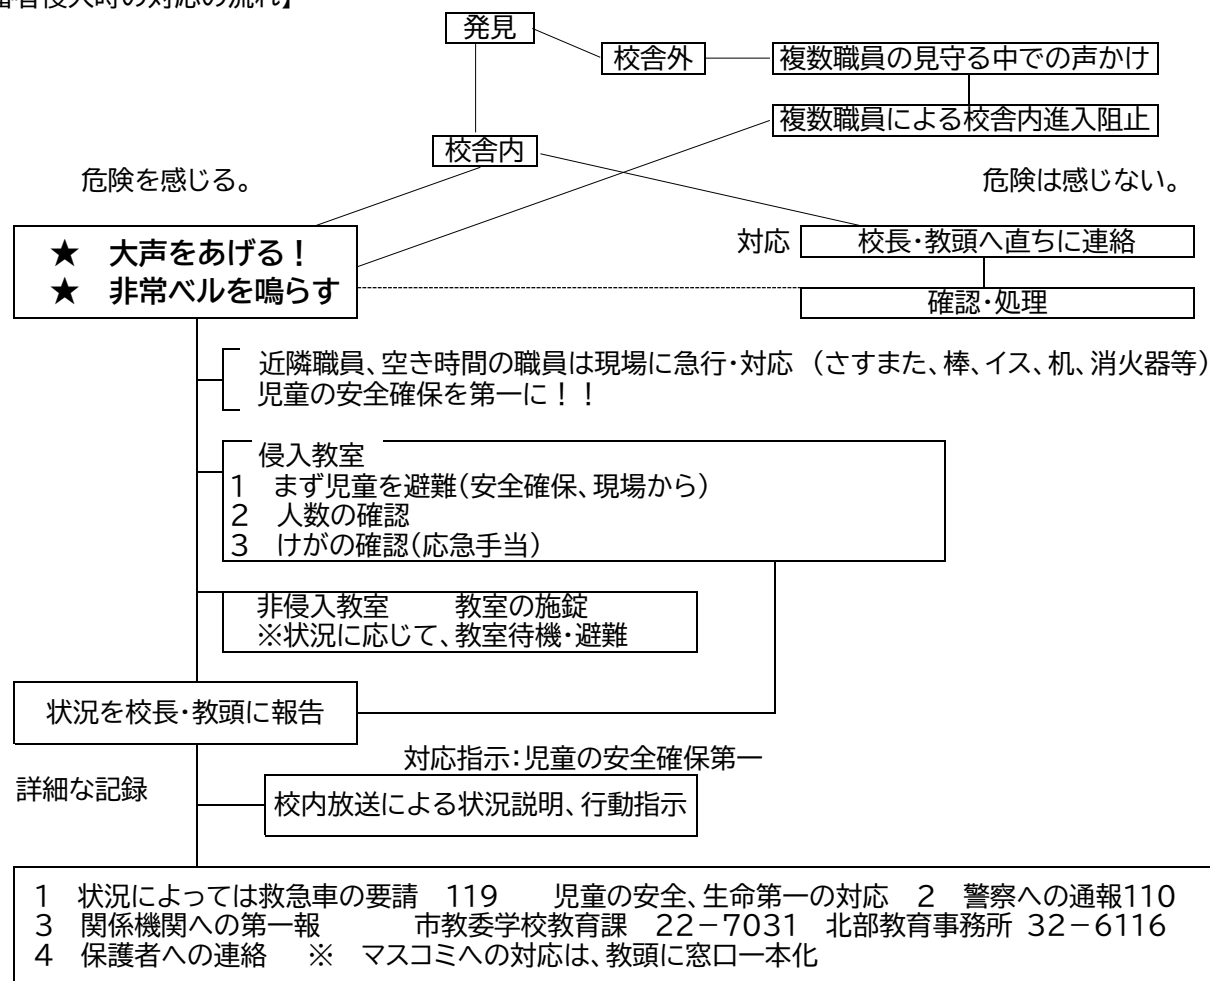 侵入時の対応の流れ】
発見
校舎外
複数職員の見守る中での声かけ
複数職員による校舎内進入阻止
校舎内
危険を感じる。
危険は感じない。
★　大声をあげる！
★　非常ベルを鳴らす
対応
校長・教頭へ直ちに連絡
確認・処理
近隣職員、空き時間の職員は現場に急行・対応　（さすまた、棒、イス、机、消火器等）
児童の安全確保を第一に！！
侵入教室
1　まず児童を避難（安全確保、現場から）
2　人数の確認
3　けがの確認（応急手当）
非侵入教室　　教室の施錠
※状況に応じて、教室待機・避難
状況を校長・教頭に報告
対応指示：児童の安全確保第一
詳細な記録
校内放送による状況説明、行動指示
1　状況によっては救急車の要請　119　　児童の安全、生命第一の対応　2　警察への通報110
3　関係機関への第一報　　　市教委学校教育課　22－7031　北部教育事務所 32－6116
4　保護者への連絡　※　マスコミへの対応は、教頭に窓口一本化